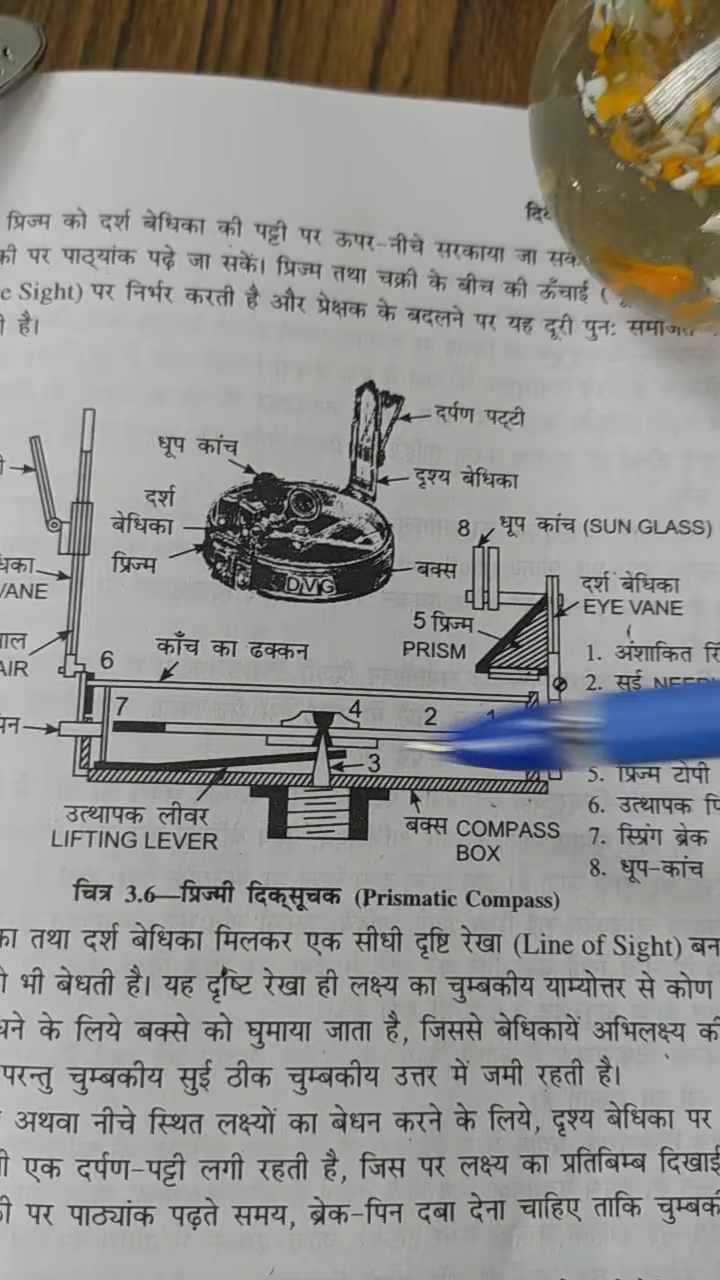 दि
प्रिज्म को दर्श बेधिका की पट्टी पर ऊपर-नीचे सरकाया जा सक
की पर पाठ्यांक पढ़े जा सकें। प्रिज्म तथा चक्री के बीच की ऊँचाई (
e Sight) पर निर्भर करती है और प्रेक्षक के बदलने पर यह दूरी पुनः
है।
दर्पण पट्टी
धूप कांच
दृश्य बेधिका
दर्श
बेधिका
प्रिज्म
DMG
बक्स
8 धूप कांच (SUN GLASS)
दर्श बेधिका
EYE VANE
VANE
5 प्रिज्म
PRISM
AIR
काँच का ढक्कन
6
7
4
2
3
1. अंशाकित
2. सुई
5. प्रिज्म टोपी
6. उत्थापक
7. स्प्रिंग ब्रेक
8. धूप-कांच
उत्थापक लीवर
LIFTING LEVER
बक्स COMPASS
BOX
चित्र 3.6—प्रिज्मी दिक्सूचक (Prismatic Compass)
का तथा दर्श बेधिका मिलकर एक सीधी दृष्टि रेखा (Line of Sight) बन
भी बेधती है। यह दृष्टि रेखा ही लक्ष्य का चुम्बकीय याम्योत्तर से कोण
के लिये बक्से को घुमाया जाता है, जिससे बेधिकायें अभिलक्ष्य की
परन्तु चुम्बकीय सुई ठीक चुम्बकीय उत्तर में जमी रहती है।
अथवा नीचे स्थित लक्ष्यों का बेधन करने के लिये, दृश्य बेधिका पर
एक दर्पण-पट्टी लगी रहती है, जिस पर लक्ष्य का प्रतिबिम्ब दिखाई
पर पाठ्यांक पढ़ते समय, ब्रेक-पिन दबा देना चाहिए ताकि चुम्बक